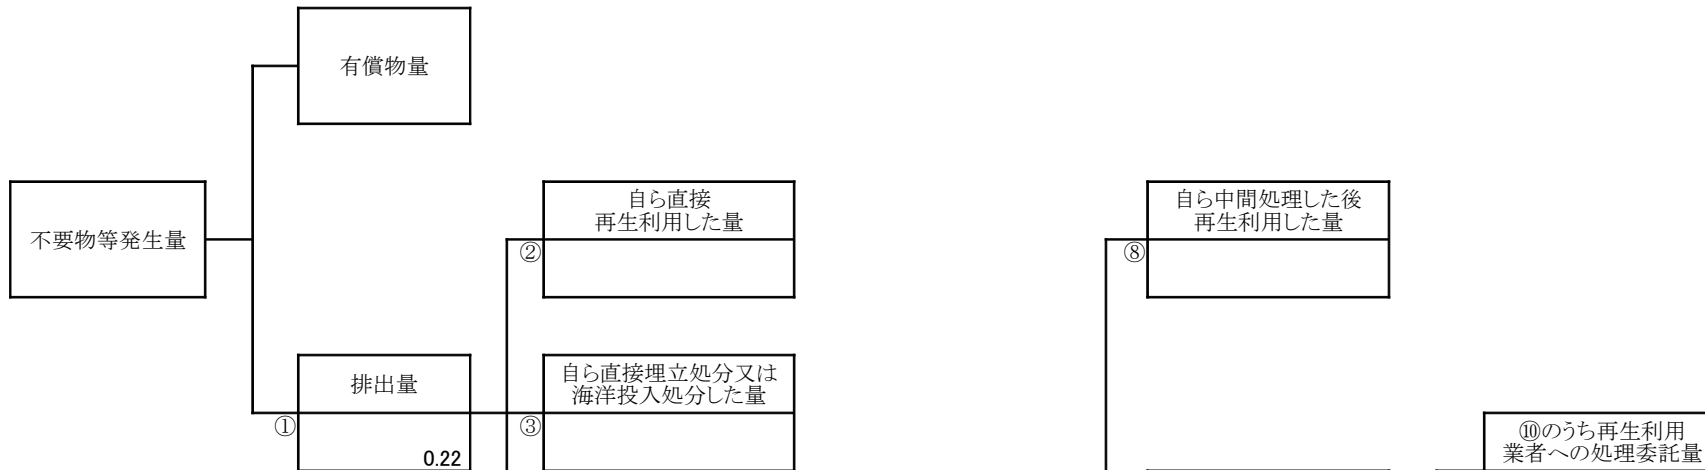 有償物量
不要物等発生量
自ら直接
再生利用した量
②
自ら中間処理した後
再生利用した量
⑧
排出量
①
0.22
自ら直接埋立処分又は
海洋投入処分した量
③
⑩のうち再生利用
業者への処理委託量